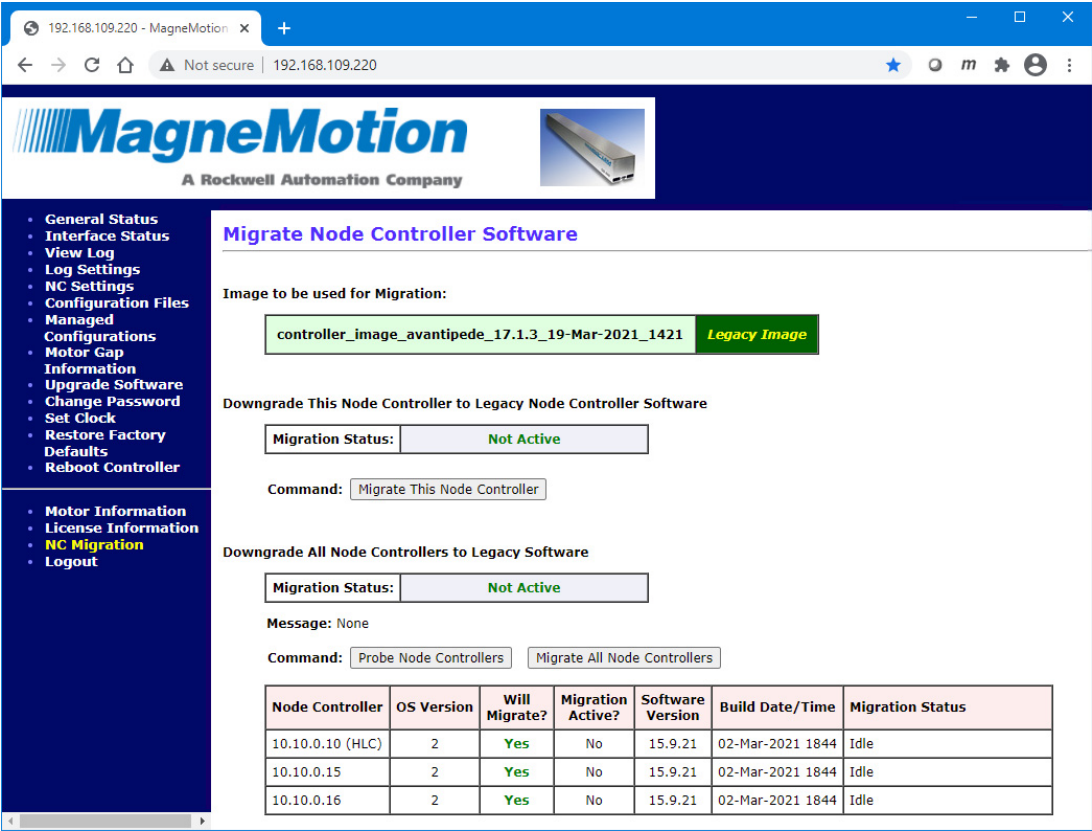 192.168.109.220 - MagneMotion
Not secure | 192.168.109.220
m
MagneMotion
A Rockwell Automation Company
General Status
Interface Status
View Log
Log Settings
NC Settings
Configuration Files
Managed
Configurations
Motor Gap
Information
Upgrade Software
Change Password
Set Clock
Restore Factory
Defaults
Reboot Controller
Motor Information
License Information
NC Migration
Logout
Migrate Node Controller Software
Image to be used for Migration:
controller_image_avantipede_17.1.3_19-Mar-2021_1421 Legacy Image
Downgrade This Node Controller to Legacy Node Controller Software
Migration Status: Not Active
Command: Migrate This Node Controller
Downgrade All Node Controllers to Legacy Software
Migration Status: Not Active
Message: None
Command: Probe Node Controllers Migrate All Node Controllers
Node Controller OS Version Will Migrate? Migration Active? Software Version Build Date/Time Migration Status
10.10.0.10 (HLC) 2 Yes No 15.9.21 02-Mar-2021 1844 Idle
10.10.0.15 2 Yes No 15.9.21 02-Mar-2021 1844 Idle
10.10.0.16 2 Yes No 15.9.21 02-Mar-2021 1844 Idle